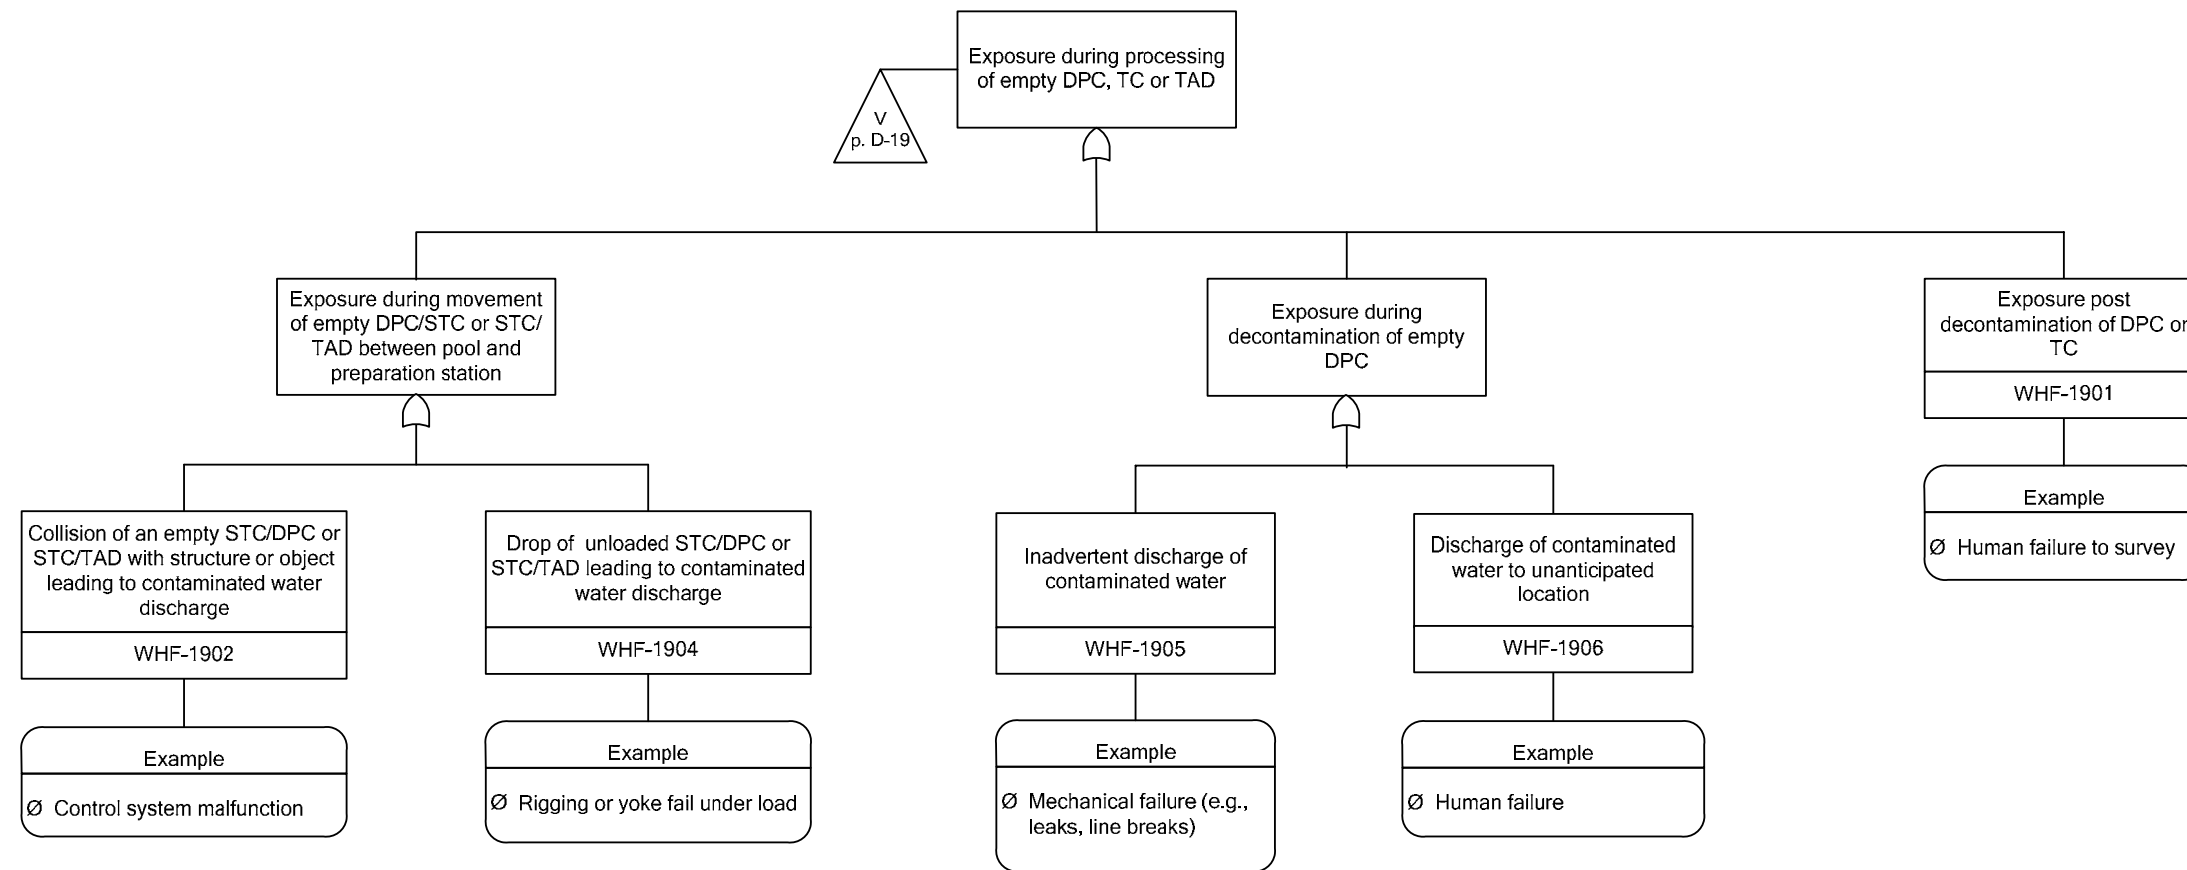 Exposure during processing
of empty DPC, TC or TAD
V
p. D-19
Exposure during movement
of empty DPC/STC or STC/
TAD between pool and
preparation station
Exposure during
decontamination of empty
DPC
Exposure post
decontamination of DPC or
TC
WHF-1901
Example
Ø Human failure to survey
Collision of an empty STC/DPC or
STC/TAD with structure or object
leading to contaminated water
discharge
WHF-1902
Drop of unloaded STC/DPC or
STC/TAD leading to contaminated
water discharge
WHF-1904
Inadvertent discharge of
contaminated water
WHF-1905
Discharge of contaminated
water to unanticipated
location
WHF-1906
Example
Ø Control system malfunction
Example
Ø Rigging or yoke fail under load
Example
Ø Mechanical failure (e.g.,
leaks, line breaks)
Example
Ø Human failure